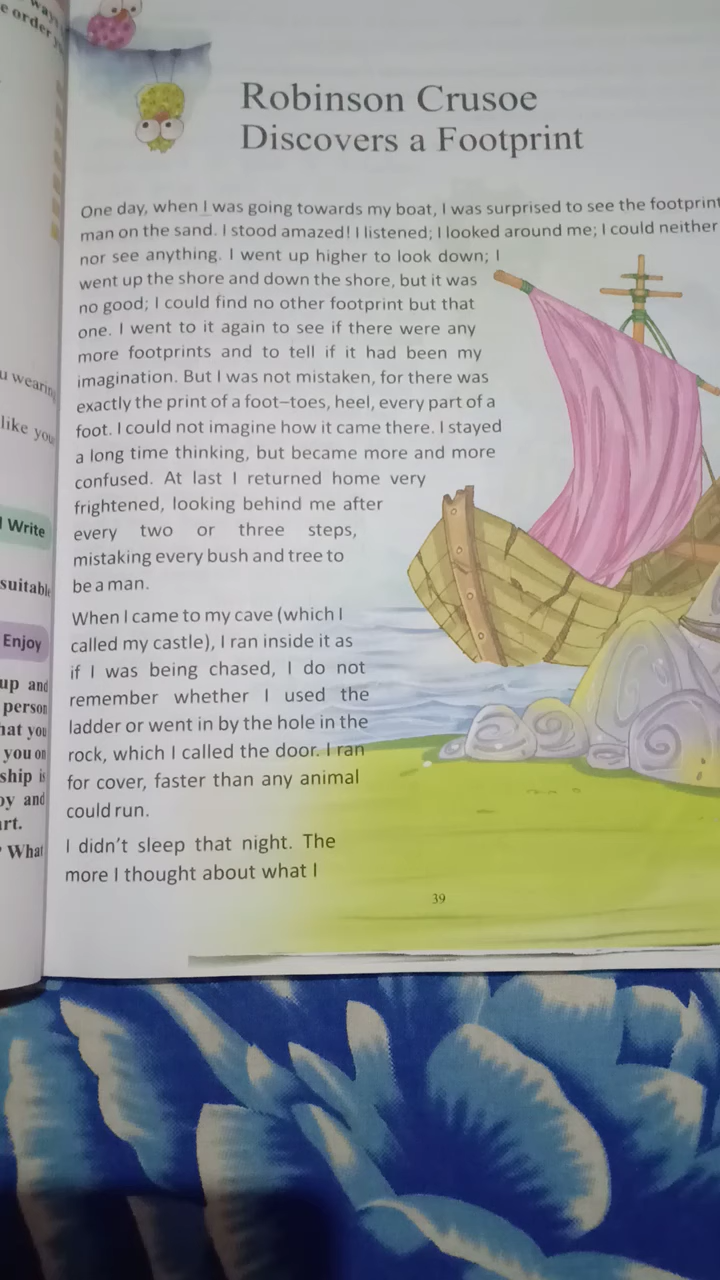 ways
e order
Robinson Crusoe
Discovers a Footprint
One day, when I was going towards my boat, I was surprised to see the footprint
man on the sand. I stood amazed! I listened; I looked around me; I could neither
nor see anything. I went up higher to look down; I
went up the shore and down the shore, but it was
no good; I could find no other footprint but that
one. I went to it again to see if there were any
more footprints and to tell if it had been my
imagination. But I was not mistaken, for there was
exactly the print of a foot–toes, heel, every part of a
foot. I could not imagine how it came there. I stayed
a long time thinking, but became more and more
confused. At last I returned home very
frightened, looking behind me after
every two or three steps,
mistaking every bush and tree to
be a man.
When I came to my cave (which I
called my castle), I ran inside it as
if I was being chased, I do not
remember whether I used the
ladder or went in by the hole in the
rock, which I called the door. I ran
for cover, faster than any animal
could run.
I didn't sleep that night. The
more I thought about what I
39
u wearing
like you
Write
suitable
Enjoy
up and
person
hat you
you on
ship is
oy and
art.
What